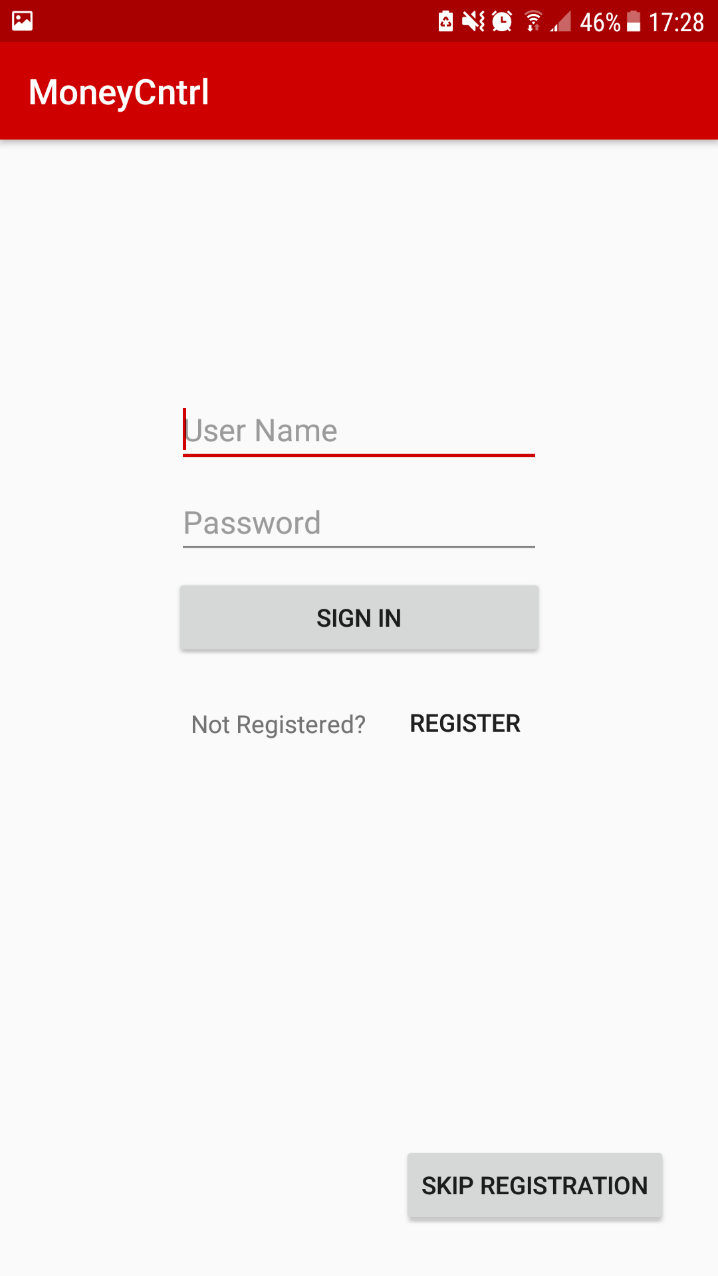 46% 17:28
MoneyCntrl
User Name
Password
SIGN IN
Not Registered? REGISTER
SKIP REGISTRATION